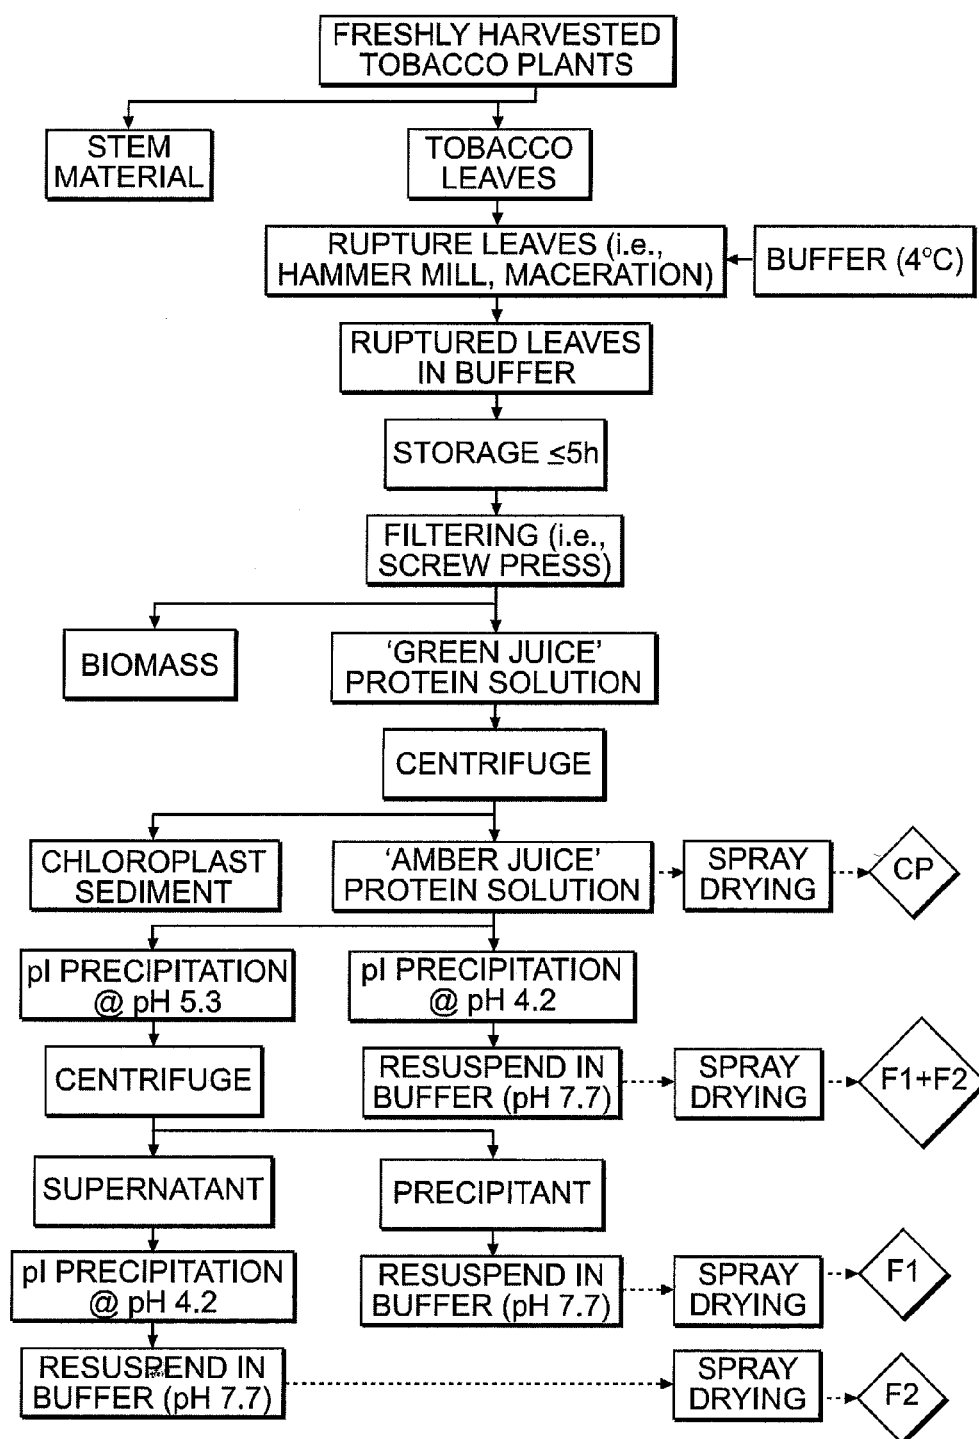 FRESHLY HARVESTED
TOBACCO PLANTS
STEM
MATERIAL
TOBACCO
LEAVES
RUPTURE LEAVES (i.e.,
HAMMER MILL, MACERATION)
BUFFER (4°C)
RUPTURED LEAVES
IN BUFFER
STORAGE ≤5h
FILTERING (i.e.,
SCREW PRESS)
BIOMASS
'GREEN JUICE'
PROTEIN SOLUTION
CENTRIFUGE
CHLOROPLAST
SEDIMENT
'AMBER JUICE'
PROTEIN SOLUTION
SPRAY
DRYING
CP
pI PRECIPITATION
@ pH 5.3
pI PRECIPITATION
@ pH 4.2
CENTRIFUGE
RESUSPEND IN
BUFFER (pH 7.7)
SPRAY
DRYING
F1+F2
SUPERNATANT
PRECIPITANT
pI PRECIPITATION
@ pH 4.2
RESUSPEND IN
BUFFER (pH 7.7)
SPRAY
DRYING
F1
RESUSPEND IN
BUFFER (pH 7.7)
SPRAY
DRYING
F2